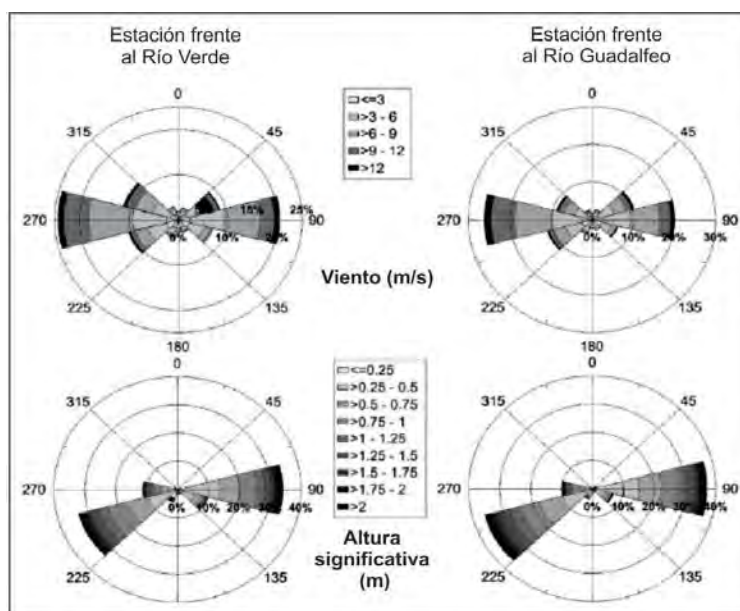 Estación frente
al Río Verde
Estación frente
al Río Guadalfeo
0
45
90
135
180
225
270
315
0%
10%
15%
20%
25%
<=3
>3 - 6
>6 - 9
>9 - 12
>12
Viento (m/s)
0
45
90
135
225
270
315
0%
10%
20%
30%
0
45
90
135
225
270
315
0%
10%
20%
30%
40%
<=0.25
>0.25 - 0.5
>0.5 - 0.75
>0.75 - 1
>1 - 1.25
>1.25 - 1.5
>1.5 - 1.75
>1.75 - 2
>2
Altura
significativa
(m)
0
45
90
135
225
270
315
0%
10%
20%
30%
40%